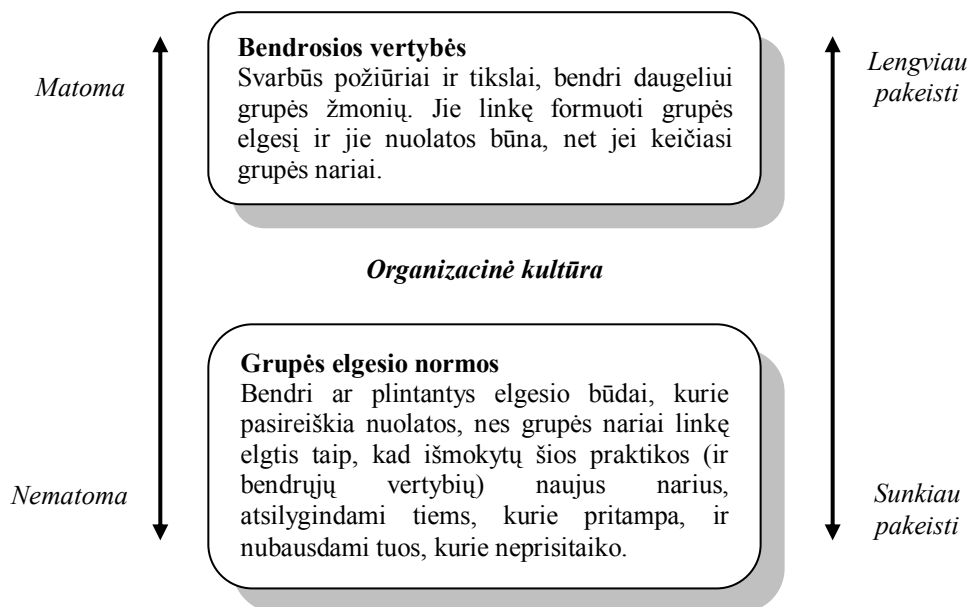 Bendrosios vertybės
Svarbūs požiūriai ir tikslai, bendri daugeliui
grupės žmonių. Jie linkę formuoti grupės
elgesį ir jie nuolatos būna, net jei keičiasi
grupės nariai.
Matoma
Lengviau
pakeisti
Organizacinė kultūra
Grupės elgesio normos
Bendri ar plintantys elgesio būdai, kurie
pasireiškia nuolatos, nes grupės nariai linkę
elgtis taip, kad išmokytų šios praktikos (ir
bendrųjų vertybių) naujus narius,
atsilygindami tiems, kurie pritampa, ir
nubausdami tuos, kurie neprisitaiko.
Nematoma
Sunkiau
pakeisti